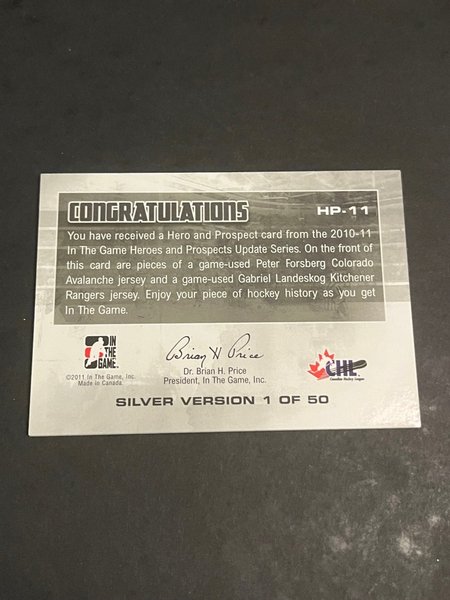 CONGRATULATIONS
HP-11
You have received a Hero and Prospect card from the 2010-11
In The Game Heroes and Prospects Update Series. On the front
of this card are pieces of a game-used Peter Forsberg Colorado
Avalanche jersey and a game-used Gabriel Landeskog Kitchener
Rangers jersey. Enjoy your piece of hockey history as you get
In The Game.
IN
THE
GAME
©2011 In The Game, Inc.
Made in Canada
Brian H Price
Dr. Brian H. Price
President, In The Game, Inc.
CHL
Canadian Hockey League
SILVER VERSION 1 OF 50